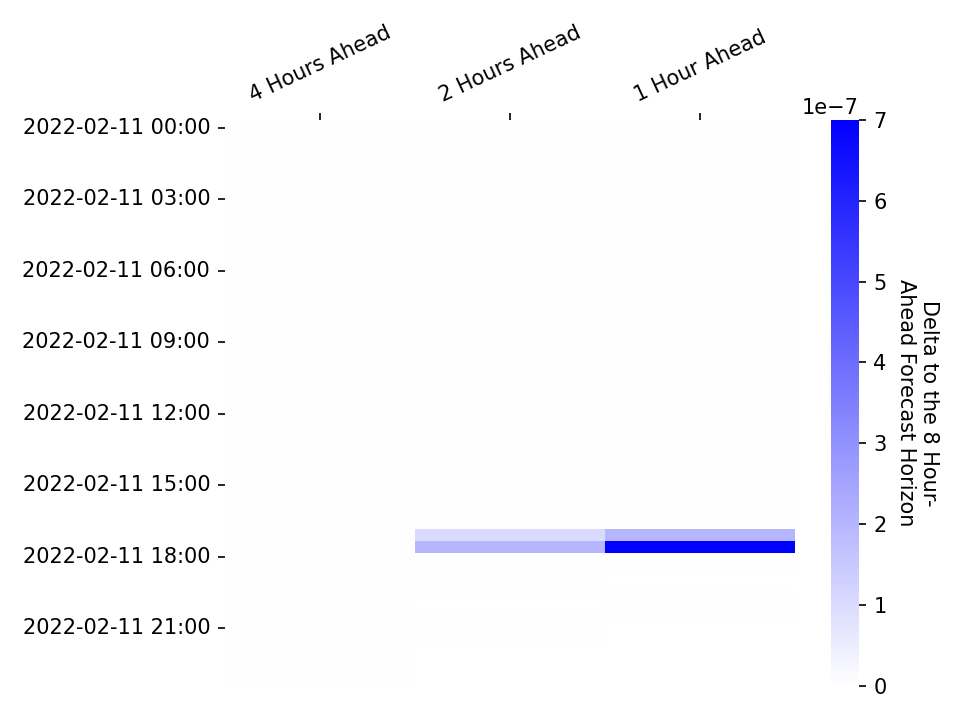 4 Hours Ahead
2 Hours Ahead
1 Hour Ahead
2022-02-11 00:00
2022-02-11 03:00
2022-02-11 06:00
2022-02-11 09:00
2022-02-11 12:00
2022-02-11 15:00
2022-02-11 18:00
2022-02-11 21:00
1e−7
7
6
5
4
3
2
1
0
Delta to the 8 Hour-
Ahead Forecast Horizon